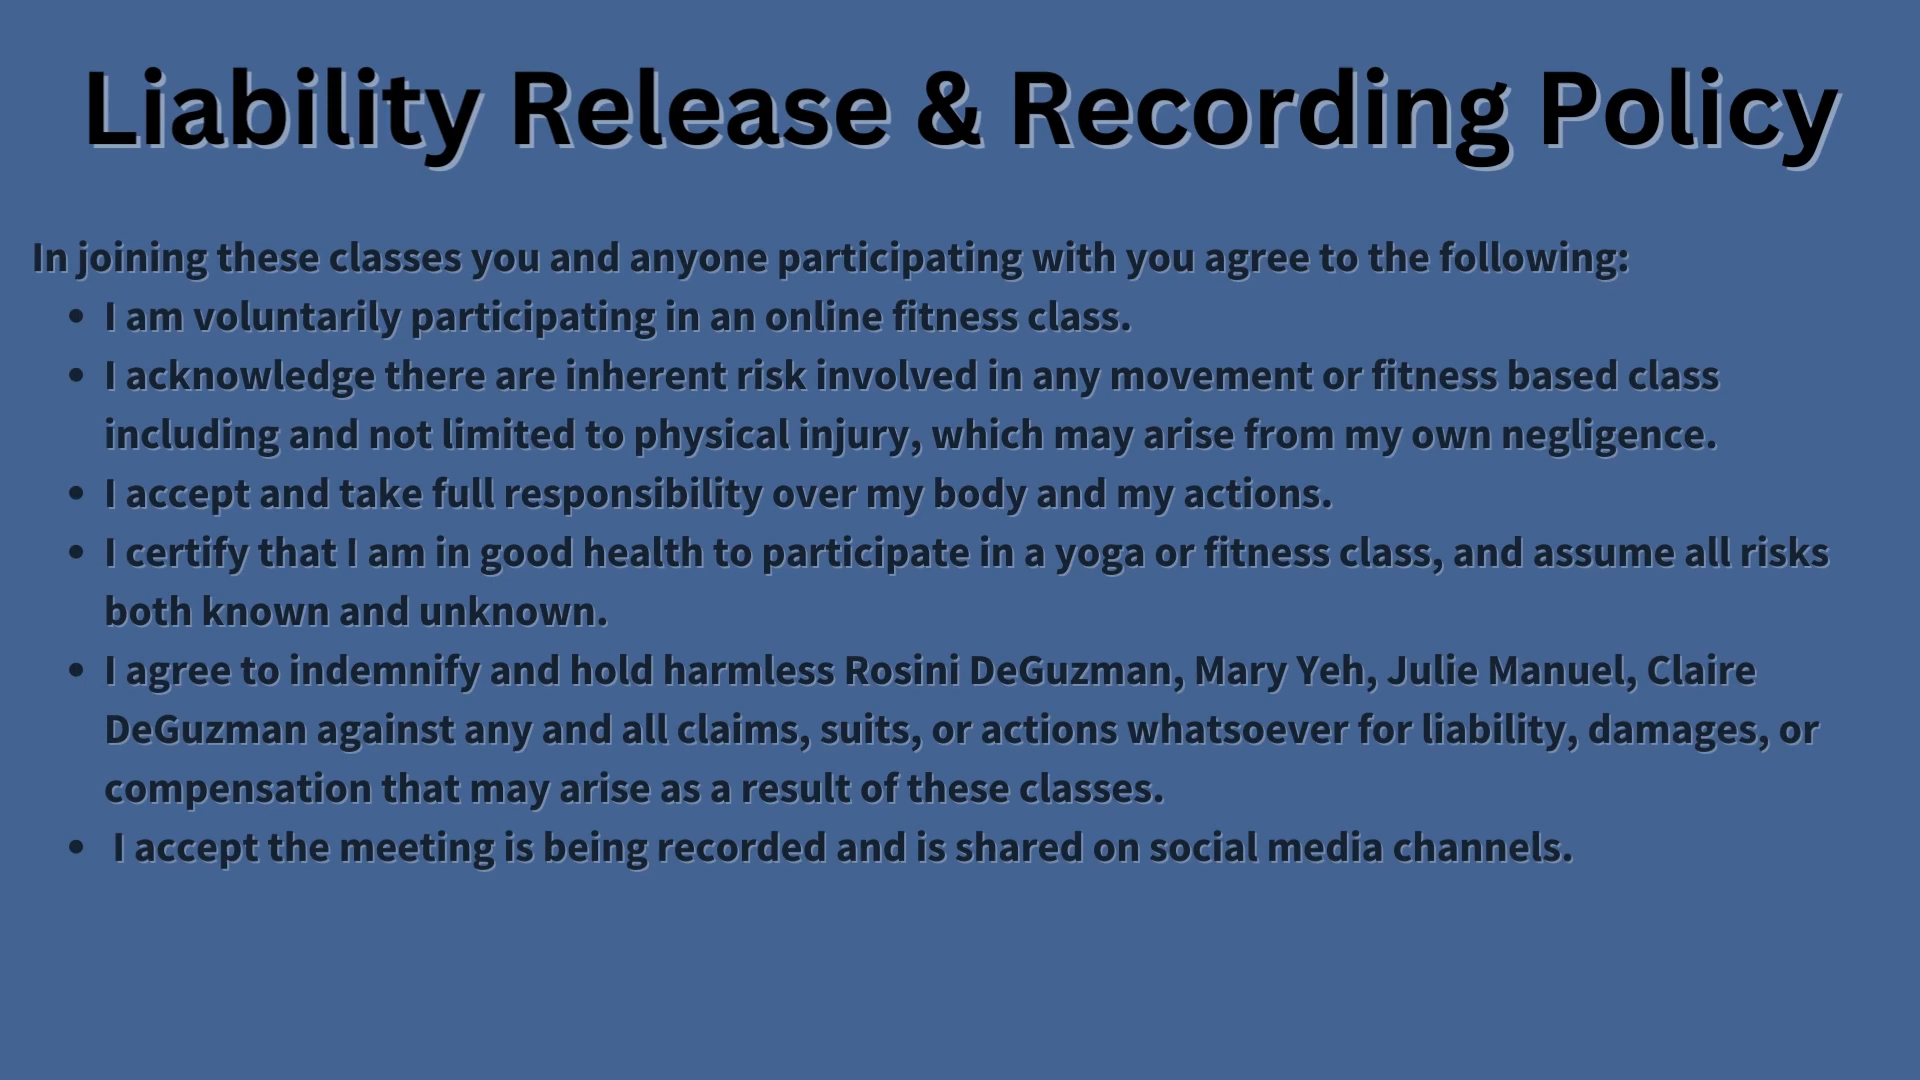 Liability Release & Recording Policy
In joining these classes you and anyone participating with you agree to the following:
• I am voluntarily participating in an online fitness class.
• I acknowledge there are inherent risk involved in any movement or fitness based class
including and not limited to physical injury, which may arise from my own negligence.
• I accept and take full responsibility over my body and my actions.
• I certify that I am in good health to participate in a yoga or fitness class, and assume all risks
both known and unknown.
• I agree to indemnify and hold harmless Rosini DeGuzman, Mary Yeh, Julie Manuel, Claire
DeGuzman against any and all claims, suits, or actions whatsoever for liability, damages, or
compensation that may arise as a result of these classes.
• I accept the meeting is being recorded and is shared on social media channels.